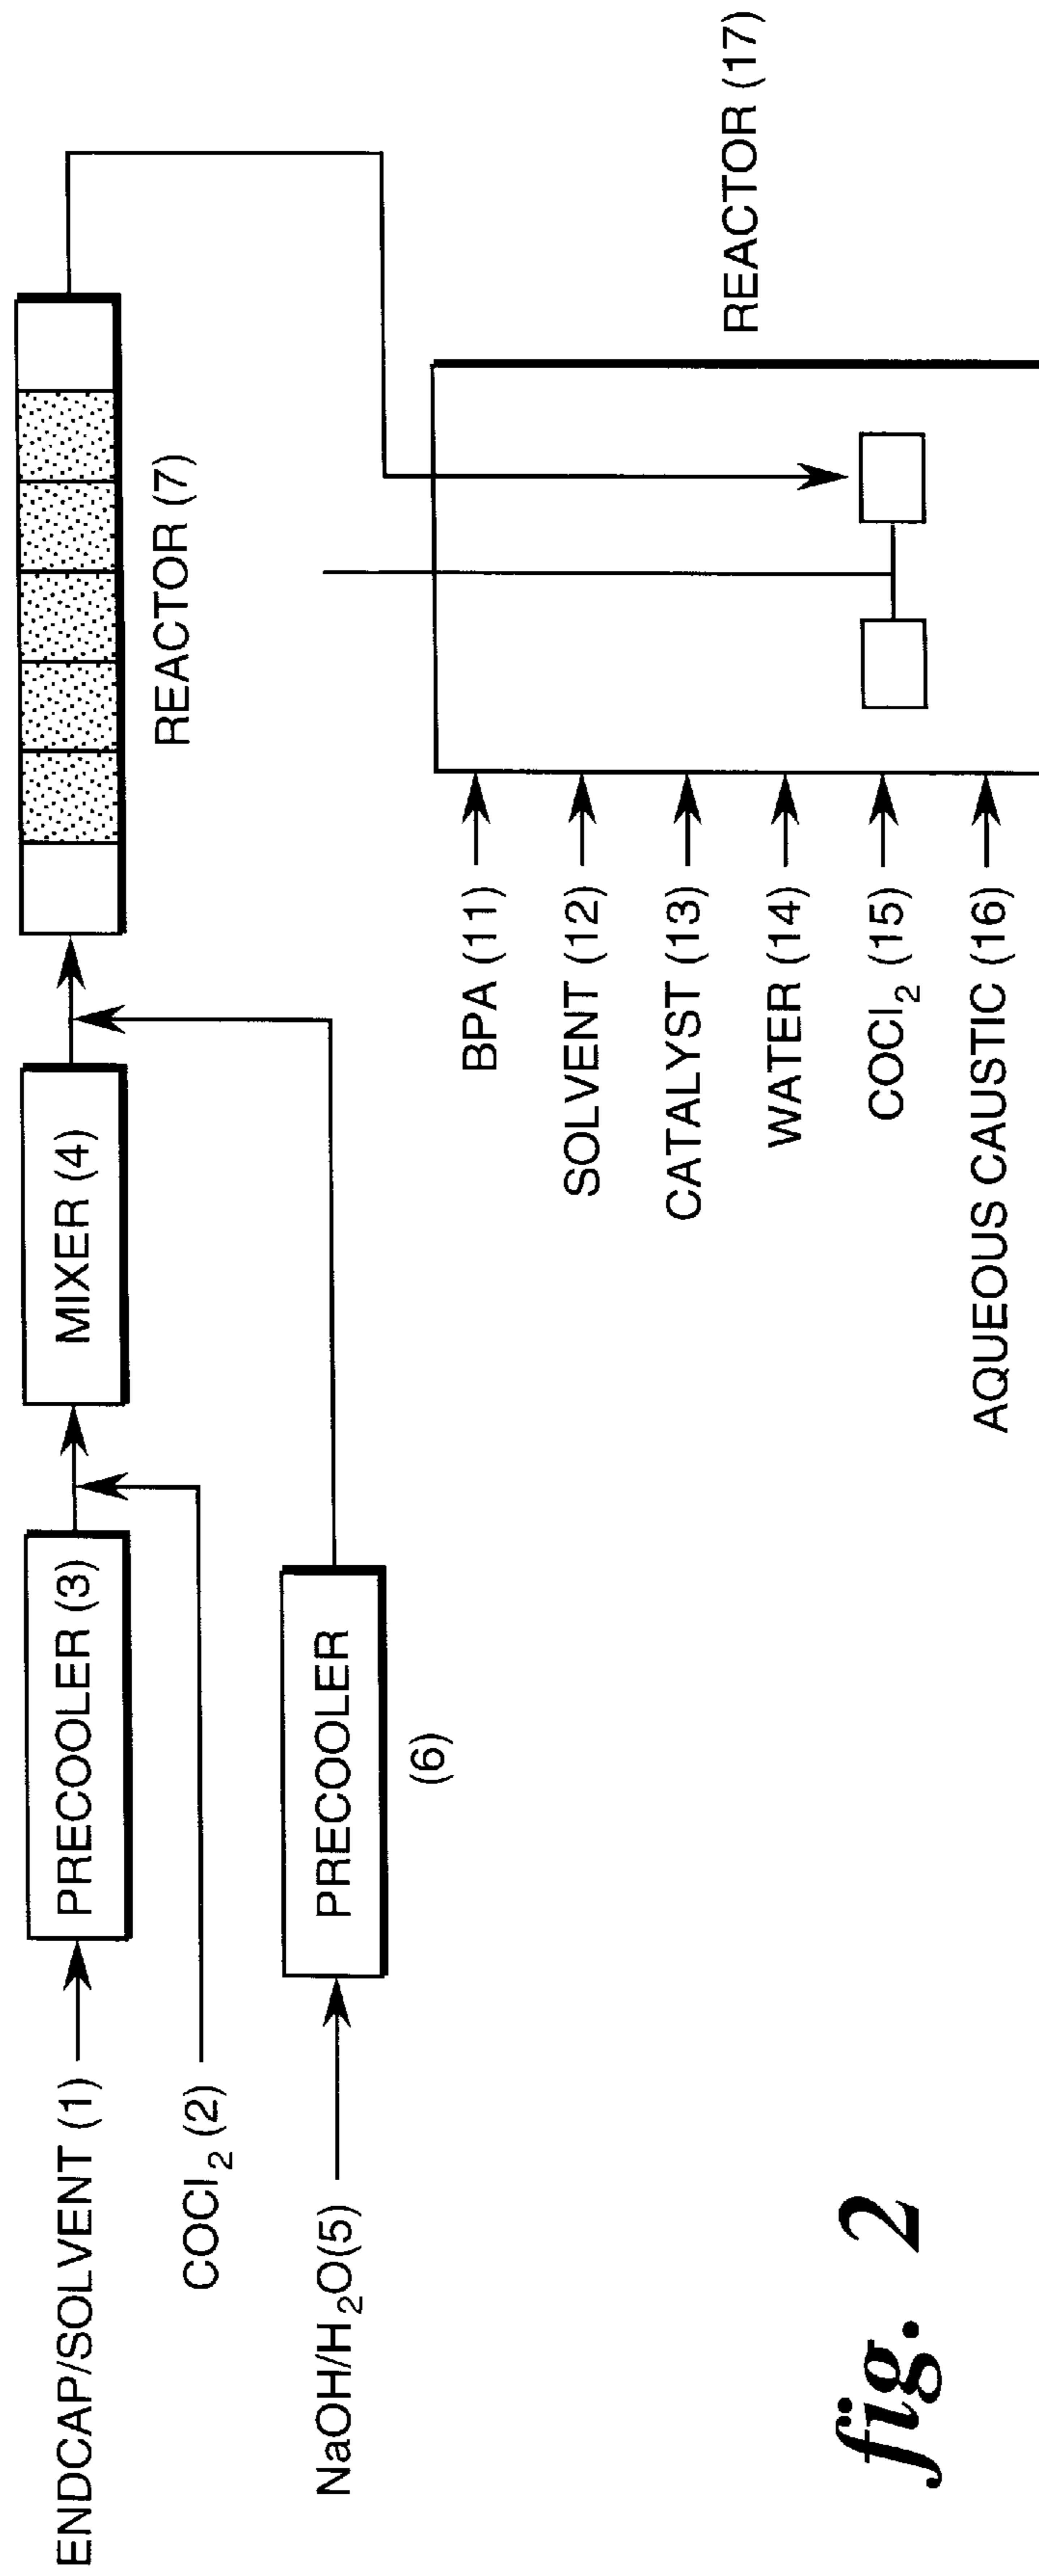 ENDCAP/SOLVENT (1)
PRECOOLER (3)
MIXER (4)
COCl2 (2)
REACTOR (7)
NaOH/H2O(5)
PRECOOLER
(6)
BPA (11)
SOLVENT (12)
CATALYST (13)
WATER (14)
COCl2 (15)
AQUEOUS CAUSTIC (16)
REACTOR (17)
fig. 2